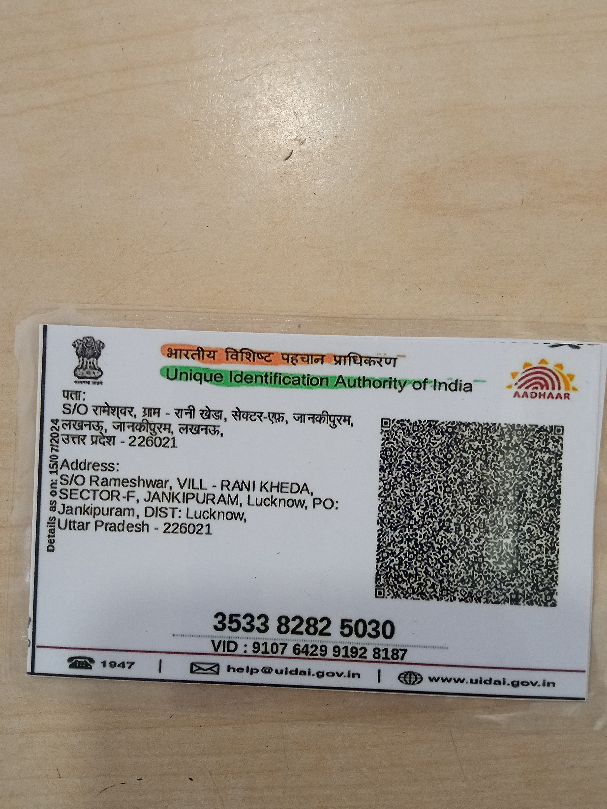 भारतीय विशिष्ट पहचान प्राधिकरण
Unique Identification Authority of India
AADHAAR
पता:
S/O रामेश्वर, ग्राम - रानी खेडा, सेक्टर-एफ़, जानकीपुरम,
लखनऊ, जानकीपुरम, लखनऊ,
उत्तर प्रदेश - 226021
Details as on: 15/07/2024
Address:
S/O Rameshwar, VILL - RANI KHEDA,
SECTOR-F, JANKIPURAM, Lucknow, PO:
Jankipuram, DIST: Lucknow,
Uttar Pradesh - 226021
3533 8282 5030
VID : 9107 6429 9192 8187
1947 | help@uidai.gov.in | www.uidai.gov.in